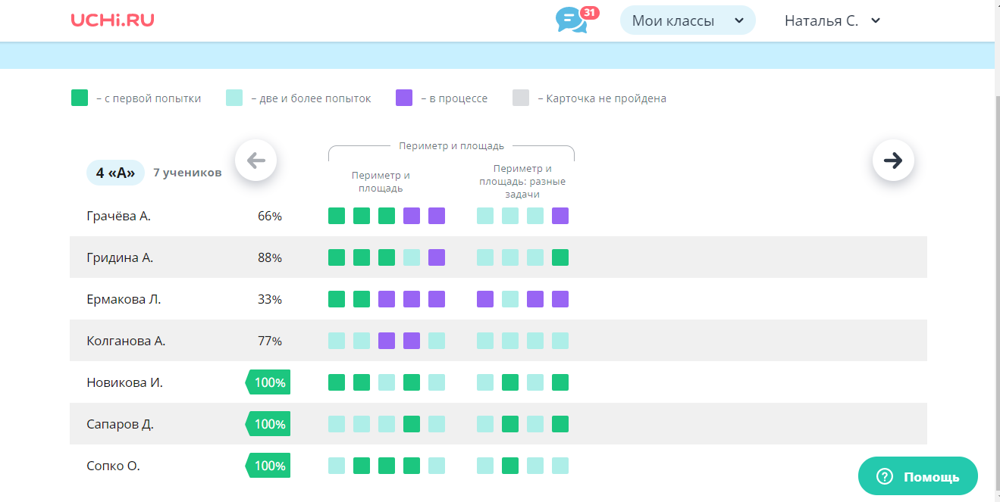 UCHi.RU
31
Мои классы
Наталья С.
– с первой попытки
– две и более попыток
– в процессе
– Карточка не пройдена
Периметр и площадь
4 «А»
7 учеников
Периметр и
площадь
Периметр и
площадь: разные
задачи
Грачёва А. 66%
Гридина А. 88%
Ермакова Л. 33%
Колганова А. 77%
Новикова И. 100%
Сапаров Д. 100%
Сопко О. 100%
? Помощь